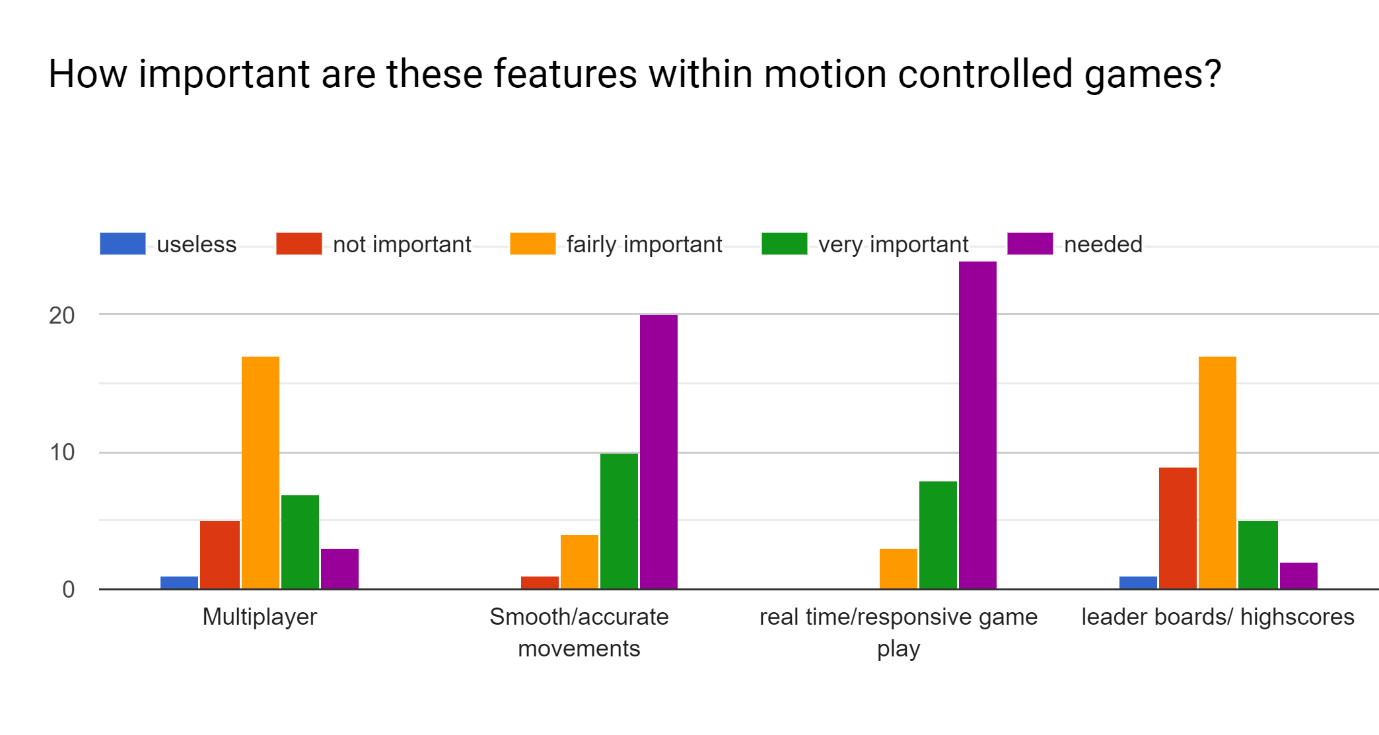 How important are these features within motion controlled games?
useless not important fairly important very important needed
20
10
0
Multiplayer Smooth/accurate movements real time/responsive game play leader boards/ highscores